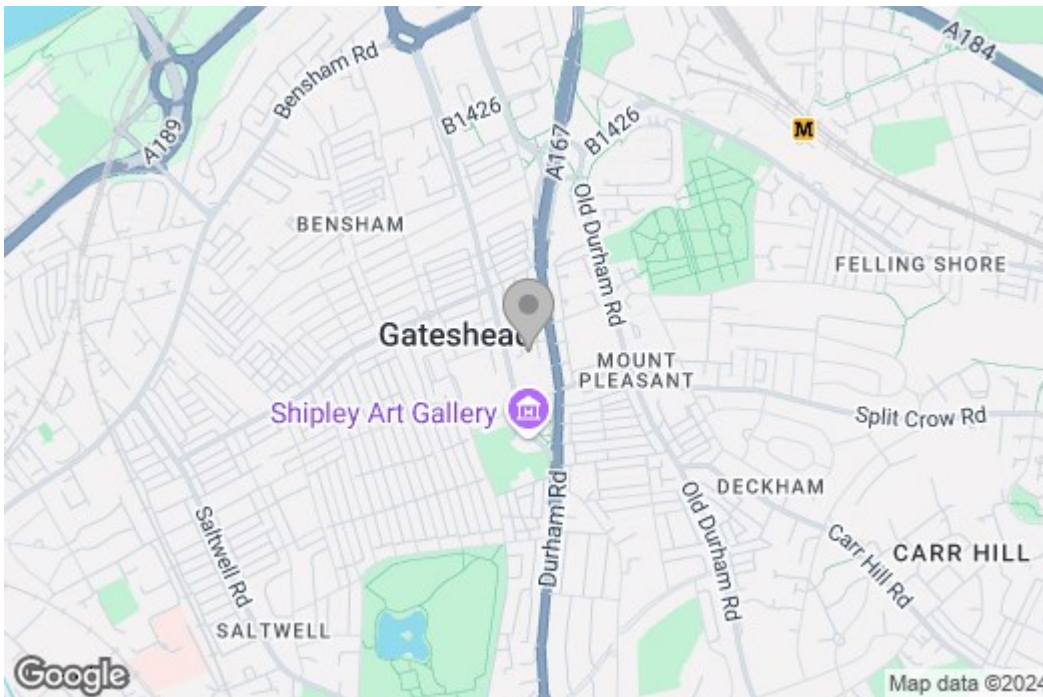 A184
Bensham Rd
B1426
A189
A167
B1426
M
BENSHAM
Old Durham Rd
FELLING SHORE
Gateshead
MOUNT
PLEASANT
Shipley Art Gallery
Split Crow Rd
DECKHAM
Saltwell Rd
Durham Rd
Old Durham Rd
Carr Hill Rd
CARR HILL
SALTWELL
Google
Map data ©2024